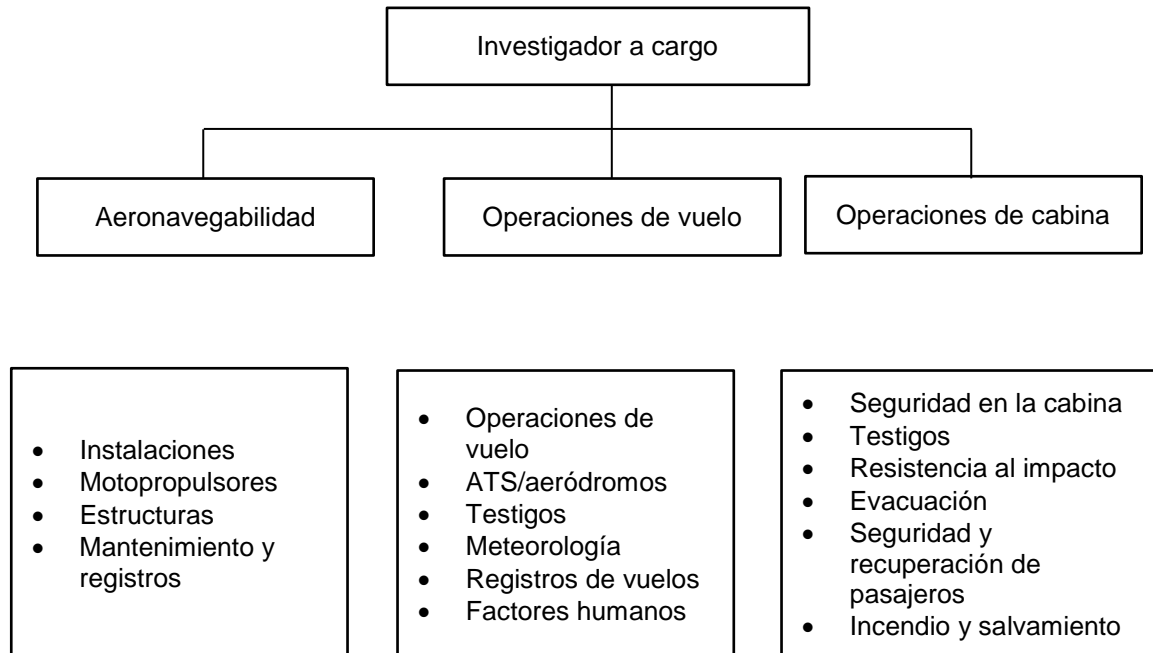 Investigador a cargo
Aeronavegabilidad
Operaciones de vuelo
Operaciones de cabina
• Instalaciones
• Motopropulsores
• Estructuras
• Mantenimiento y
registros
• Operaciones de
vuelo
• ATS/aeródromos
• Testigos
• Meteorología
• Registros de vuelos
• Factores humanos
• Seguridad en la cabina
• Testigos
• Resistencia al impacto
• Evacuación
• Seguridad y
recuperación de
pasajeros
• Incendio y salvamento